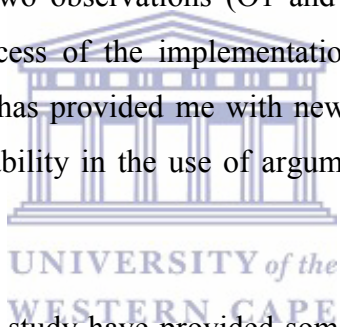 two observations (O1 and
cess of the implementatio
has provided me with new
ability in the use of argum
UNIVERSITY of the
WESTERN CAPE
study have provided som